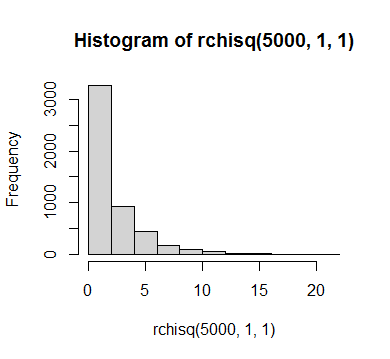 Histogram of rchisq(5000, 1, 1)
Frequency
3000
2000
1000
0
0 5 10 15 20
rchisq(5000, 1, 1)